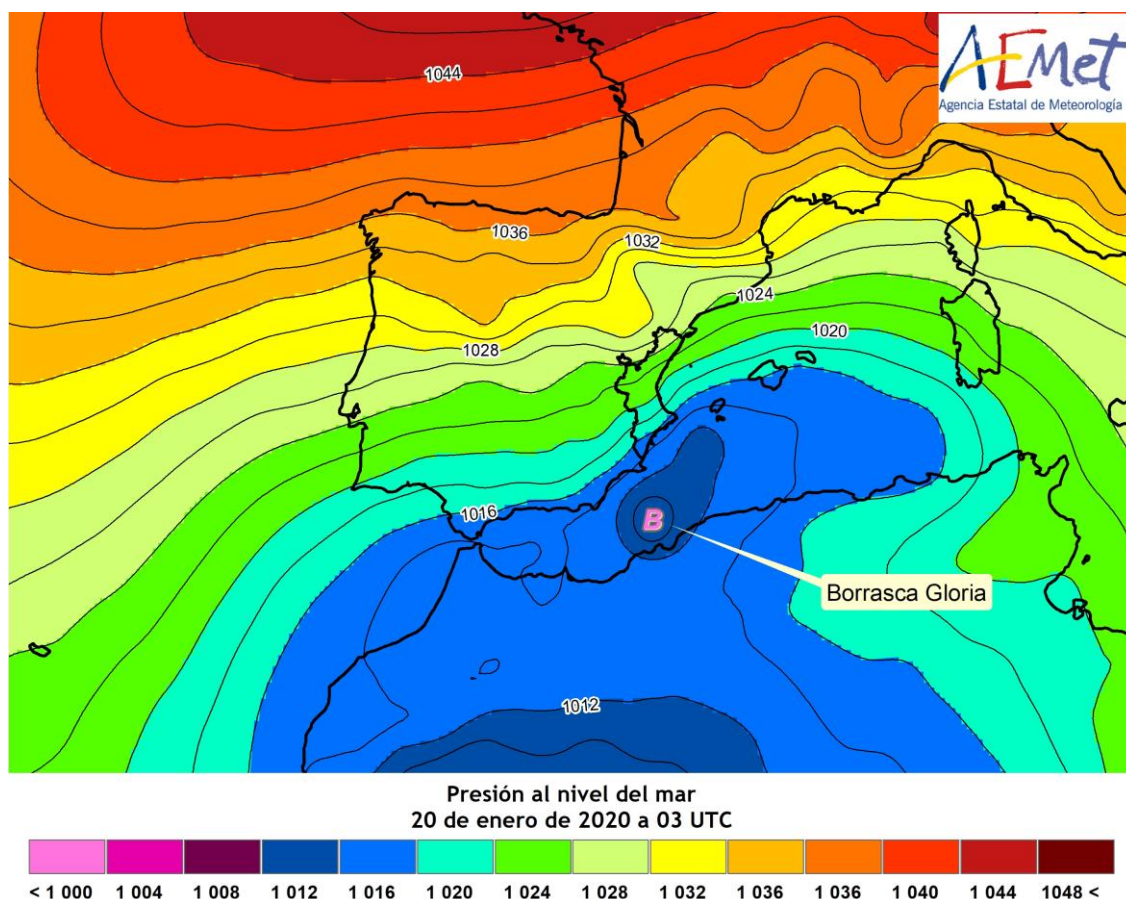 AEMet
Agencia Estatal de Meteorología
1044
1036
1032
1024
1028
1020
1016
B
Borrasca Gloria
1012
Presión al nivel del mar
20 de enero de 2020 a 03 UTC
< 1 000 1 004 1 008 1 012 1 016 1 020 1 024 1 028 1 032 1 036 1 036 1 040 1 044 1048 <